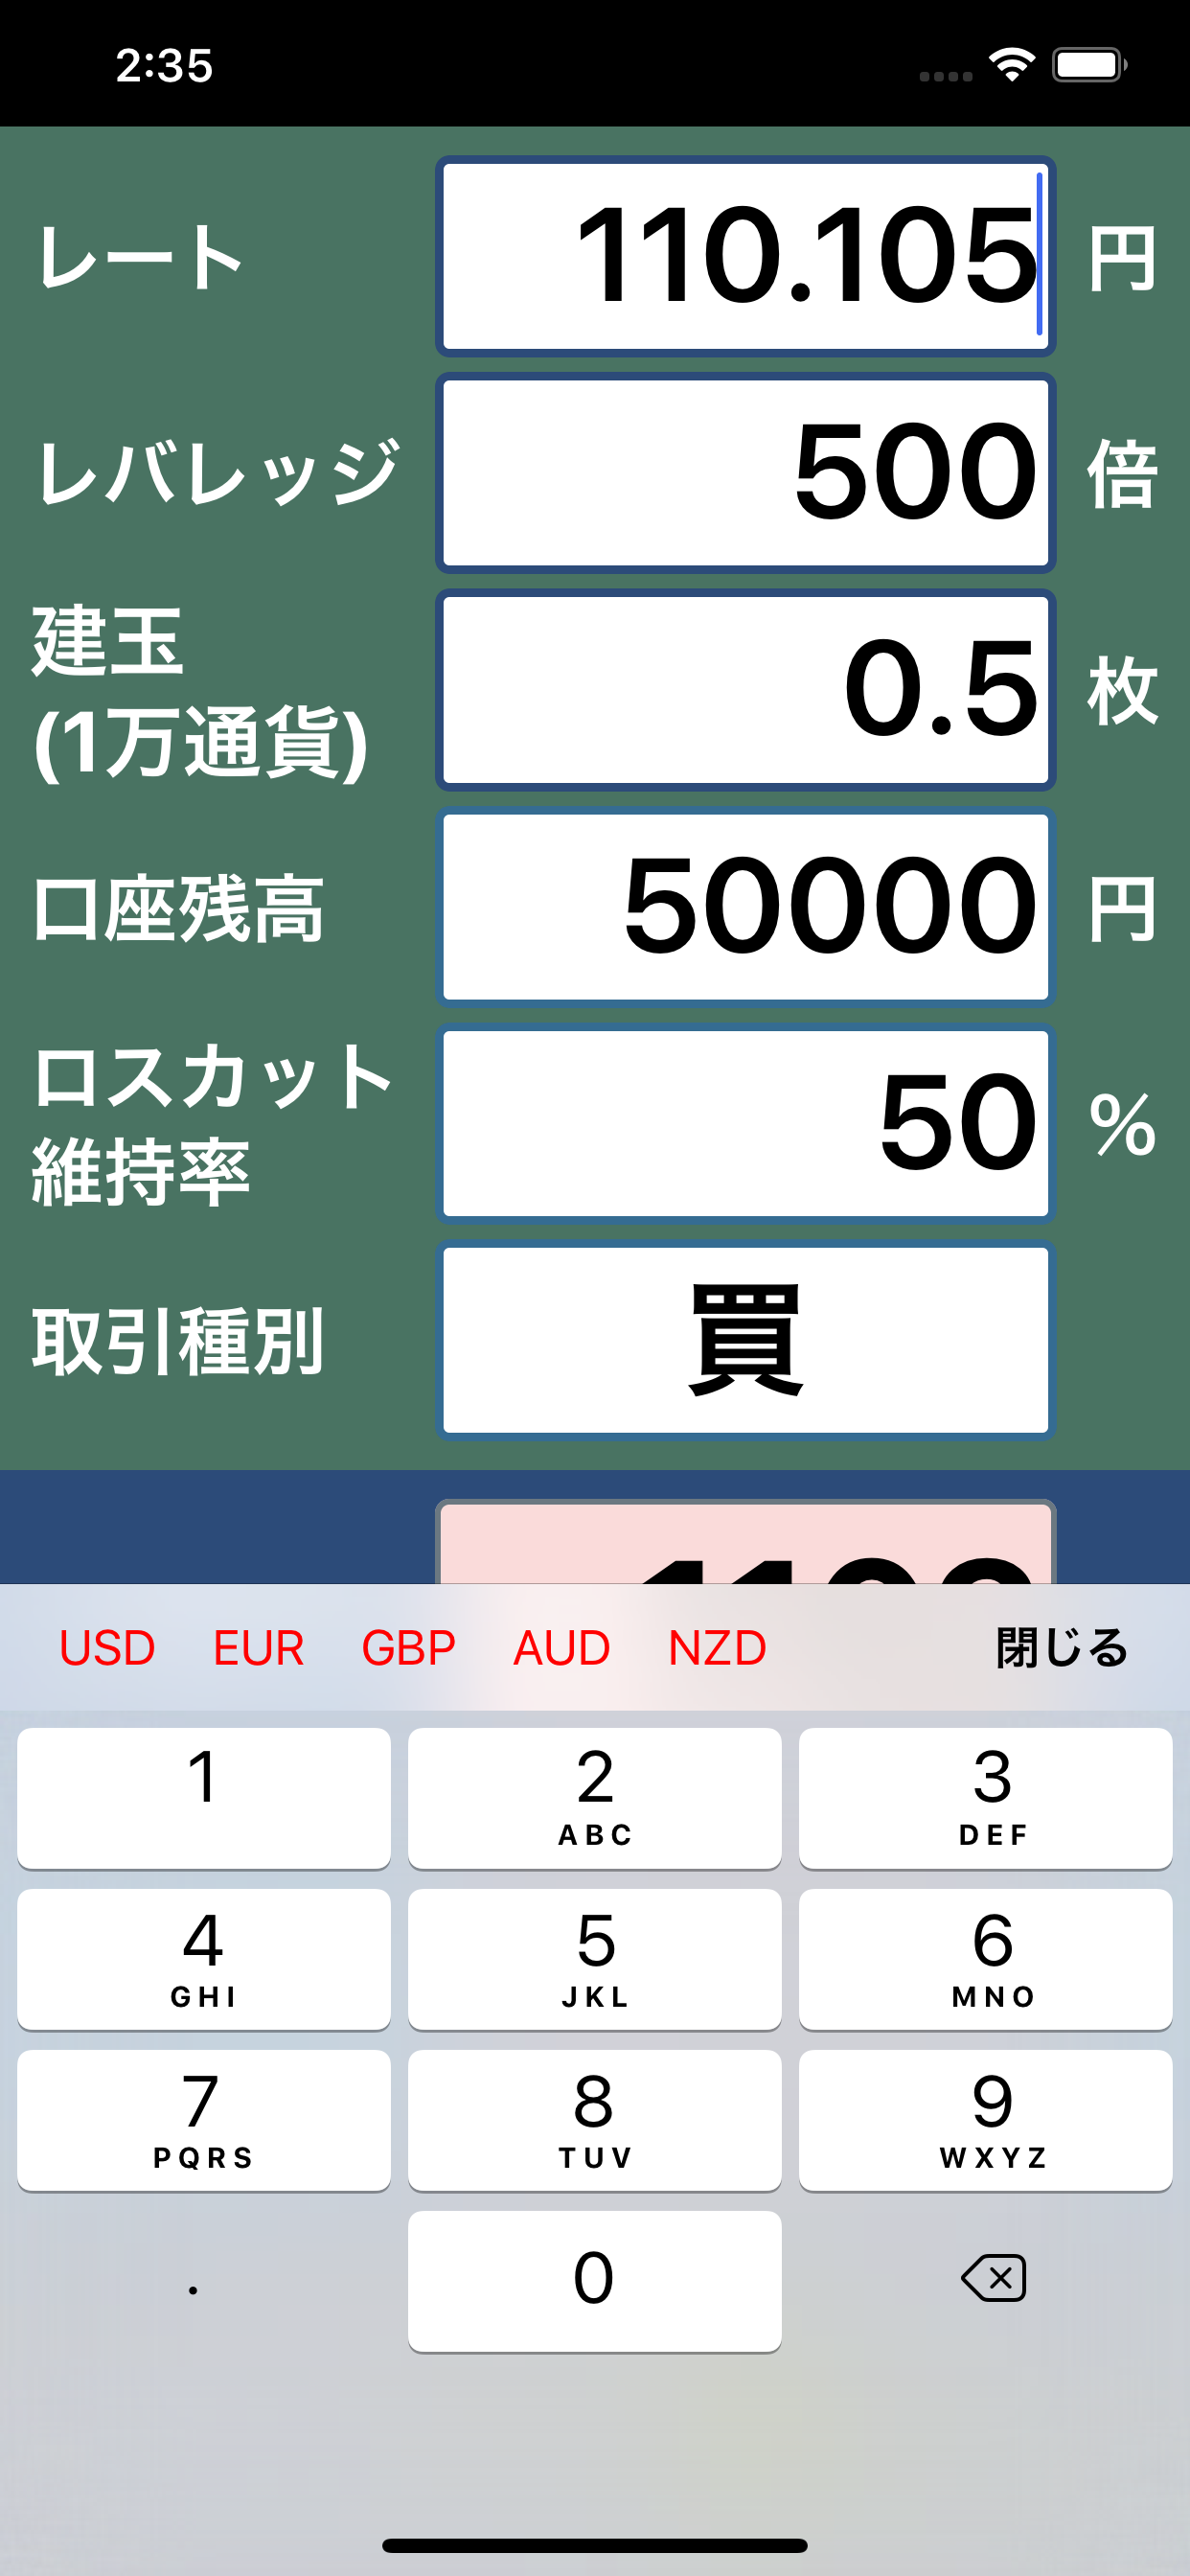 2:35
レート 110.105 円
レバレッジ 500 倍
建玉
(1万通貨) 0.5 枚
口座残高 50000 円
ロスカット
維持率 50 %
取引種別 買
USD EUR GBP AUD NZD 閉じる
1 2 3
ABC DEF
4 5 6
GHI JKL MNO
7 8 9
PQRS TUV WXYZ
. 0